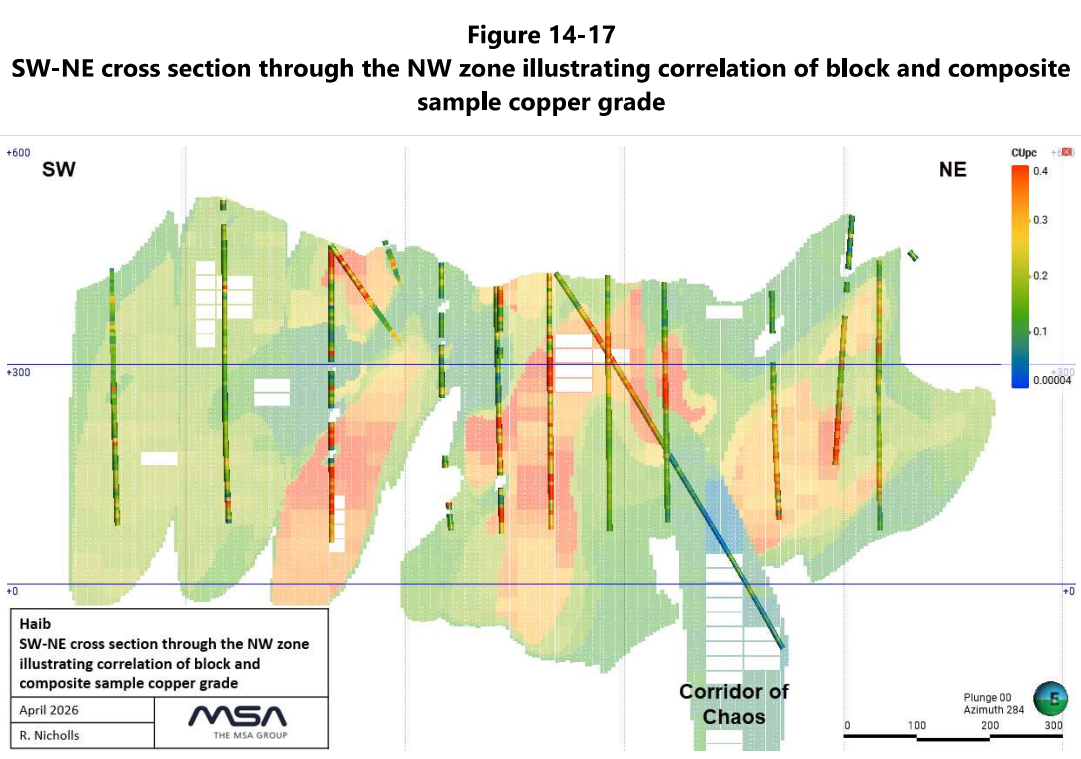 Figure 14-17
SW-NE cross section through the NW zone illustrating correlation of block and composite
sample copper grade
+600
SW
NE
CUpc
0.4
0.3
0.2
0.1
0.00004
+300
+300
+0
+0
Haib
SW-NE cross section through the NW zone
illustrating correlation of block and
composite sample copper grade
April 2026
R. Nicholls
MSA
THE MSA GROUP
Corridor of
Chaos
Plunge 00
Azimuth 284
E
0 100 200 300